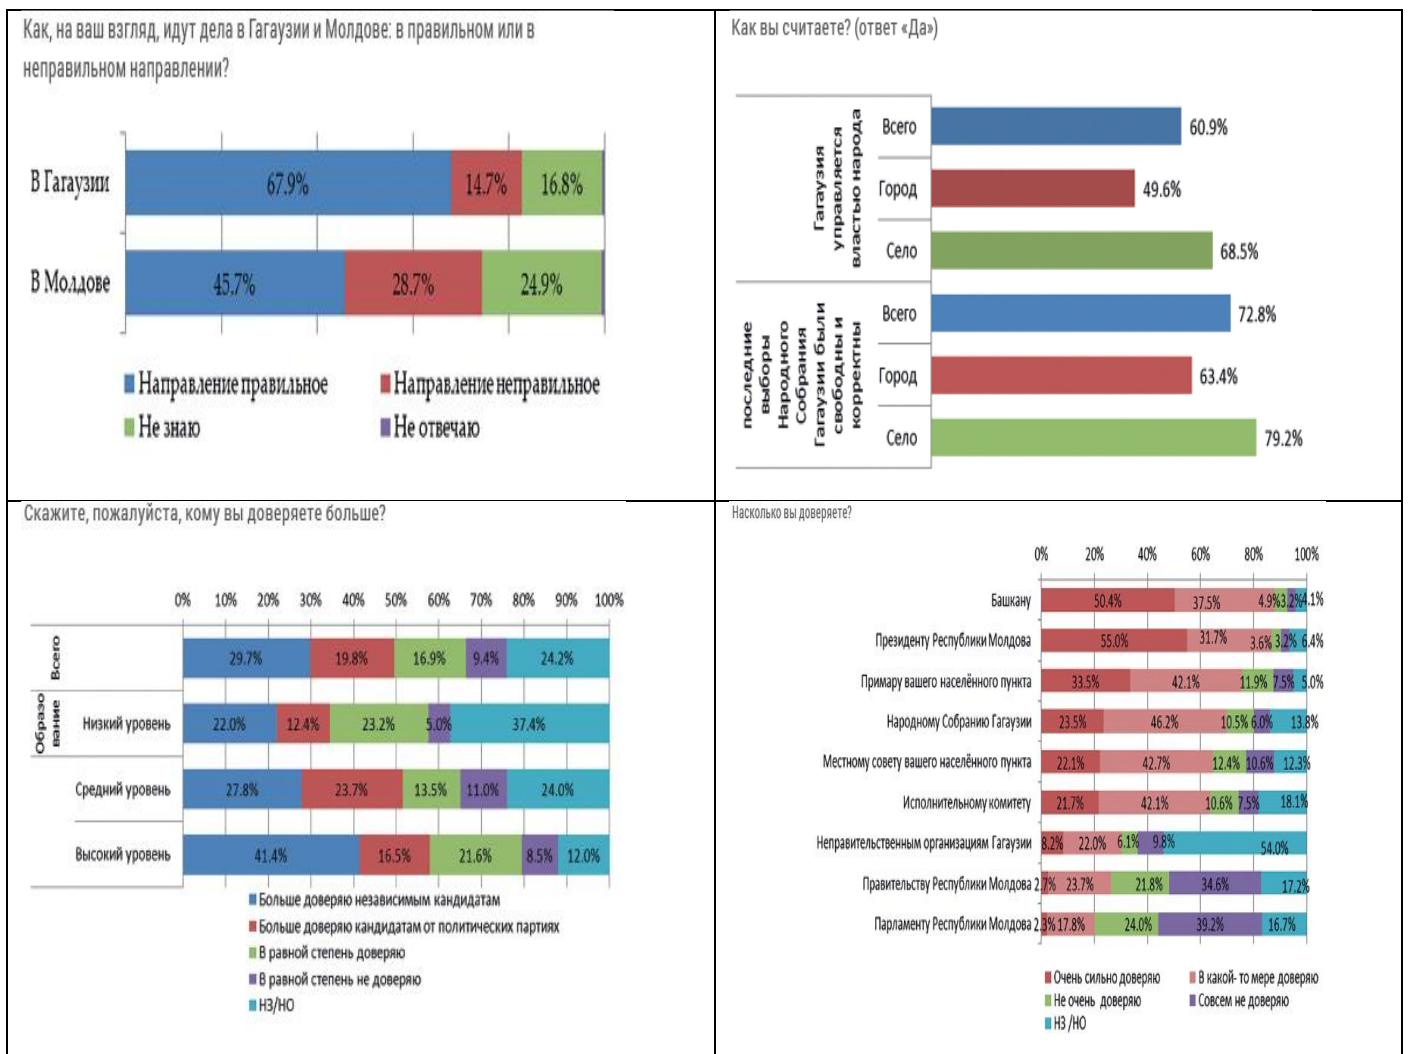 Как, на ваш взгляд, идут дела в Гагаузии и Молдове: в правильном или в
неправильном направлении?
В Гагаузии
67.9%
14.7%
16.8%
В Молдове
45.7%
28.7%
24.9%
Направление правильное
Направление неправильное
Не знаю
Не отвечаю
Как вы считаете? (ответ «Да»)
Гагаузия
управляется
властью народа
Всего
60.9%
Город
49.6%
Село
68.5%
последние
выборы
Народного
Собрания
Гагаузии были
свободны и
корректны
Всего
72.8%
Город
63.4%
Село
79.2%
Скажите, пожалуйста, кому вы доверяете больше?
0% 10% 20% 30% 40% 50% 60% 70% 80% 90% 100%
Всего
29.7% 19.8% 16.9% 9.4% 24.2%
Образо
вание
Низкий уровень
22.0% 12.4% 23.2% 5.0% 37.4%
Средний уровень
27.8% 23.7% 13.5% 11.0% 24.0%
Высокий уровень
41.4% 16.5% 21.6% 8.5% 12.0%
Больше доверяю независимым кандидатам
Больше доверяю кандидатам от политических партиях
В равной степень доверяю
В равной степень не доверяю
НЗ/НО
Насколько вы доверяете?
0% 20% 40% 60% 80% 100%
Башкану 50.4% 37.5% 4.9% 3.2% 4.1%
Президенту Республики Молдова 55.0% 31.7% 3.6% 3.2% 6.4%
Примару вашего населённого пункта 33.5% 42.1% 11.9% 7.5% 5.0%
Народному Собранию Гагаузии 23.5% 46.2% 10.5% 6.0% 13.8%
Местному совету вашего населённого пункта 22.1% 42.7% 12.4% 10.6% 12.3%
Исполнительному комитету 21.7% 42.1% 10.6% 7.5% 18.1%
Неправительственным организациям Гагаузии 8.2% 22.0% 6.1% 9.8% 54.0%
Правительству Республики Молдова 2.7% 23.7% 21.8% 34.6% 17.2%
Парламенту Республики Молдова 2.3% 17.8% 24.0% 39.2% 16.7%
Очень сильно доверяю
В какой- то мере доверяю
Не очень доверяю
Совсем не доверяю
НЗ /НО